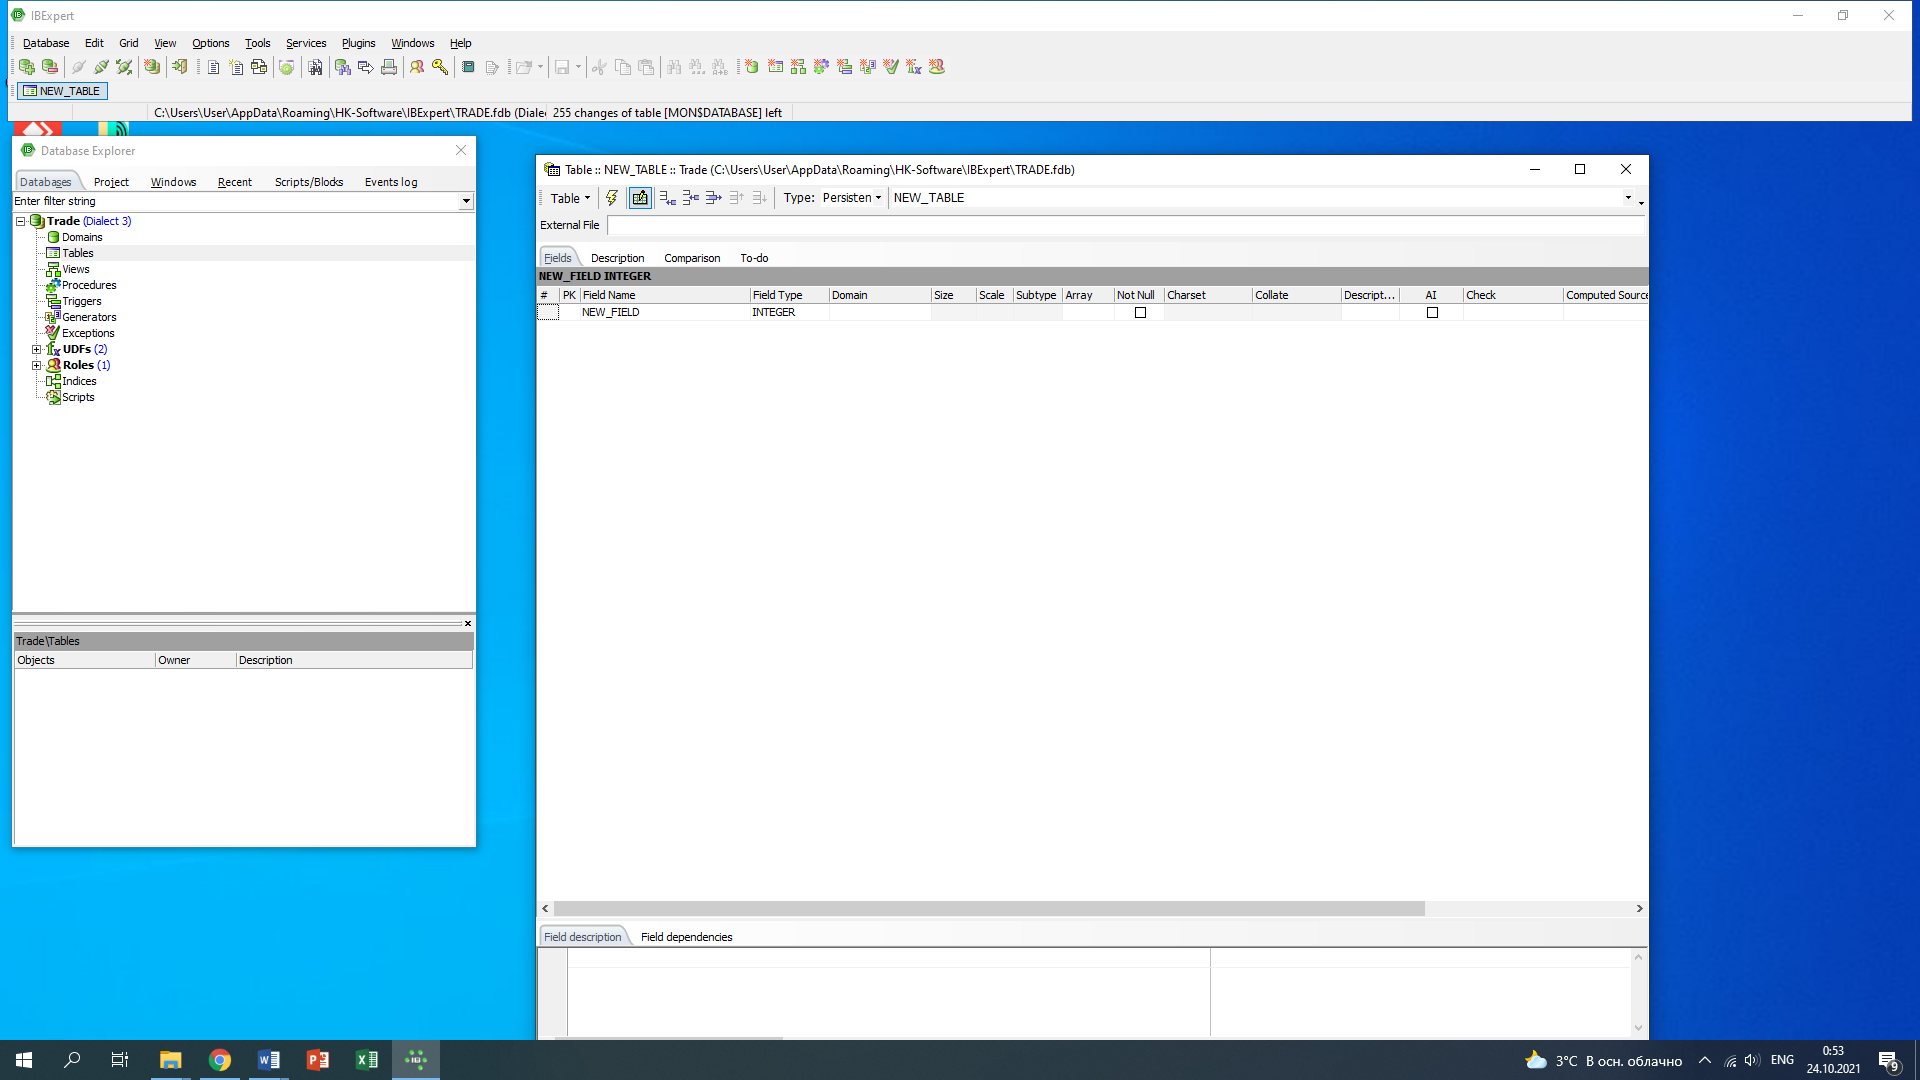 IBExpert
Database Edit Grid View Options Tools Services Plugins Windows Help
NEW_TABLE
C:\Users\User\AppData\Roaming\HK-Software\IBExpert\TRADE.fdb (Diale 255 changes of table [MON$DATABASE] left
Database Explorer
Databases Project Windows Recent Scripts/Blocks Events log
Enter filter string
Trade (Dialect 3)
Domains
Tables
Views
Procedures
Triggers
Generators
Exceptions
UDFs (2)
Roles (1)
Indices
Scripts
Trade\Tables
Objects Owner Description
Table :: NEW_TABLE :: Trade (C:\Users\User\AppData\Roaming\HK-Software\IBExpert\TRADE.fdb)
Table Type: Persisten NEW_TABLE
External File
Fields Description Comparison To-do
NEW_FIELD INTEGER
# PK Field Name Field Type Domain Size Scale Subtype Array Not Null Charset Collate Descript... AI Check Computed Source
NEW_FIELD INTEGER
Field description Field dependencies
3°C В осн. облачно ENG 0:53
24.10.2021
9